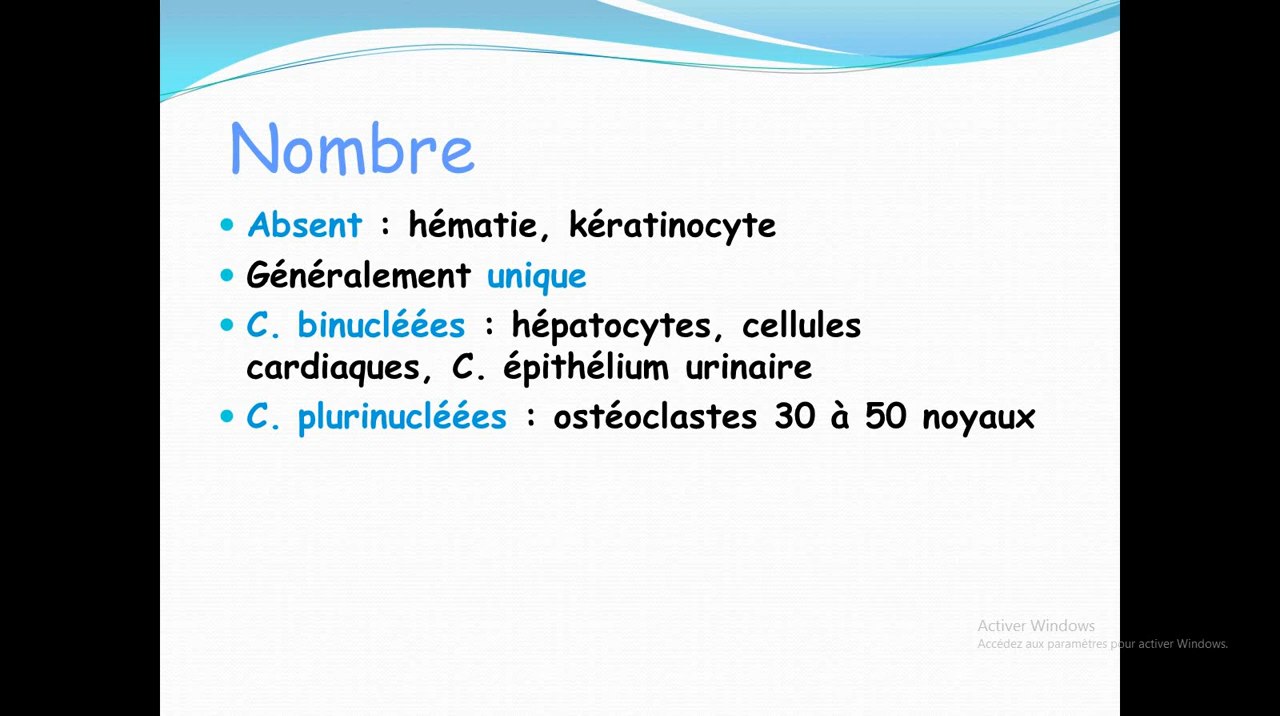 Nombre
• Absent : hématie, kératinocyte
• Généralement unique
• C. binucléées : hépatocytes, cellules
cardiaques, C. épithélium urinaire
• C. plurinucléées : ostéoclastes 30 à 50 noyaux
Activer Windows
Accédez aux paramètres pour activer Windows.